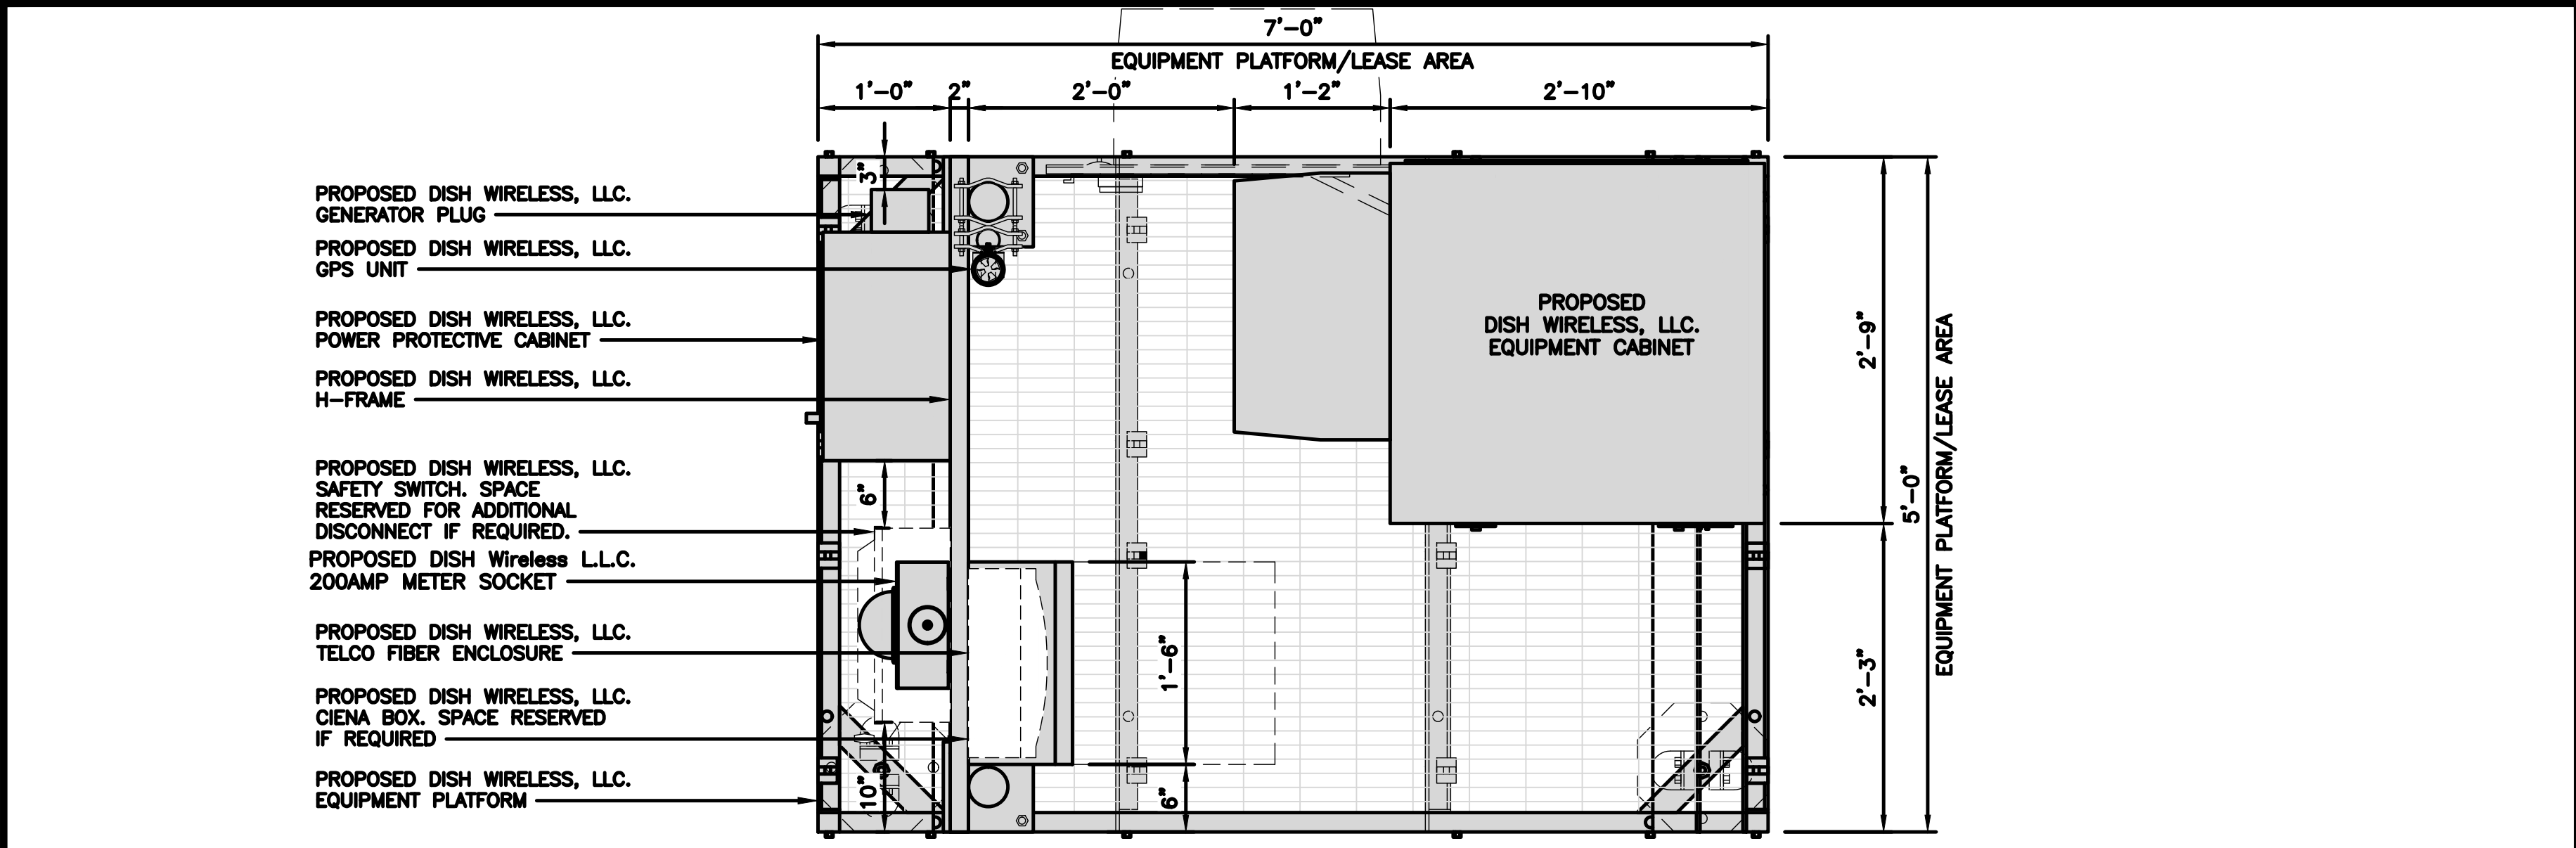 7'-0"
EQUIPMENT PLATFORM/LEASE AREA
1'-0" 2" 2'-0" 1'-2" 2'-10"
3"
PROPOSED DISH WIRELESS, LLC.
GENERATOR PLUG
PROPOSED DISH WIRELESS, LLC.
GPS UNIT
PROPOSED DISH WIRELESS, LLC.
POWER PROTECTIVE CABINET
PROPOSED DISH WIRELESS, LLC.
H-FRAME
PROPOSED DISH WIRELESS, LLC.
SAFETY SWITCH. SPACE
RESERVED FOR ADDITIONAL
DISCONNECT IF REQUIRED.
PROPOSED DISH Wireless L.L.C.
200AMP METER SOCKET
PROPOSED DISH WIRELESS, LLC.
TELCO FIBER ENCLOSURE
PROPOSED DISH WIRELESS, LLC.
CIENA BOX. SPACE RESERVED
IF REQUIRED
PROPOSED DISH WIRELESS, LLC.
EQUIPMENT PLATFORM
6"
10"
1'-6"
6"
PROPOSED
DISH WIRELESS, LLC.
EQUIPMENT CABINET
2'-9"
2'-3"
5'-0"
EQUIPMENT PLATFORM/LEASE AREA